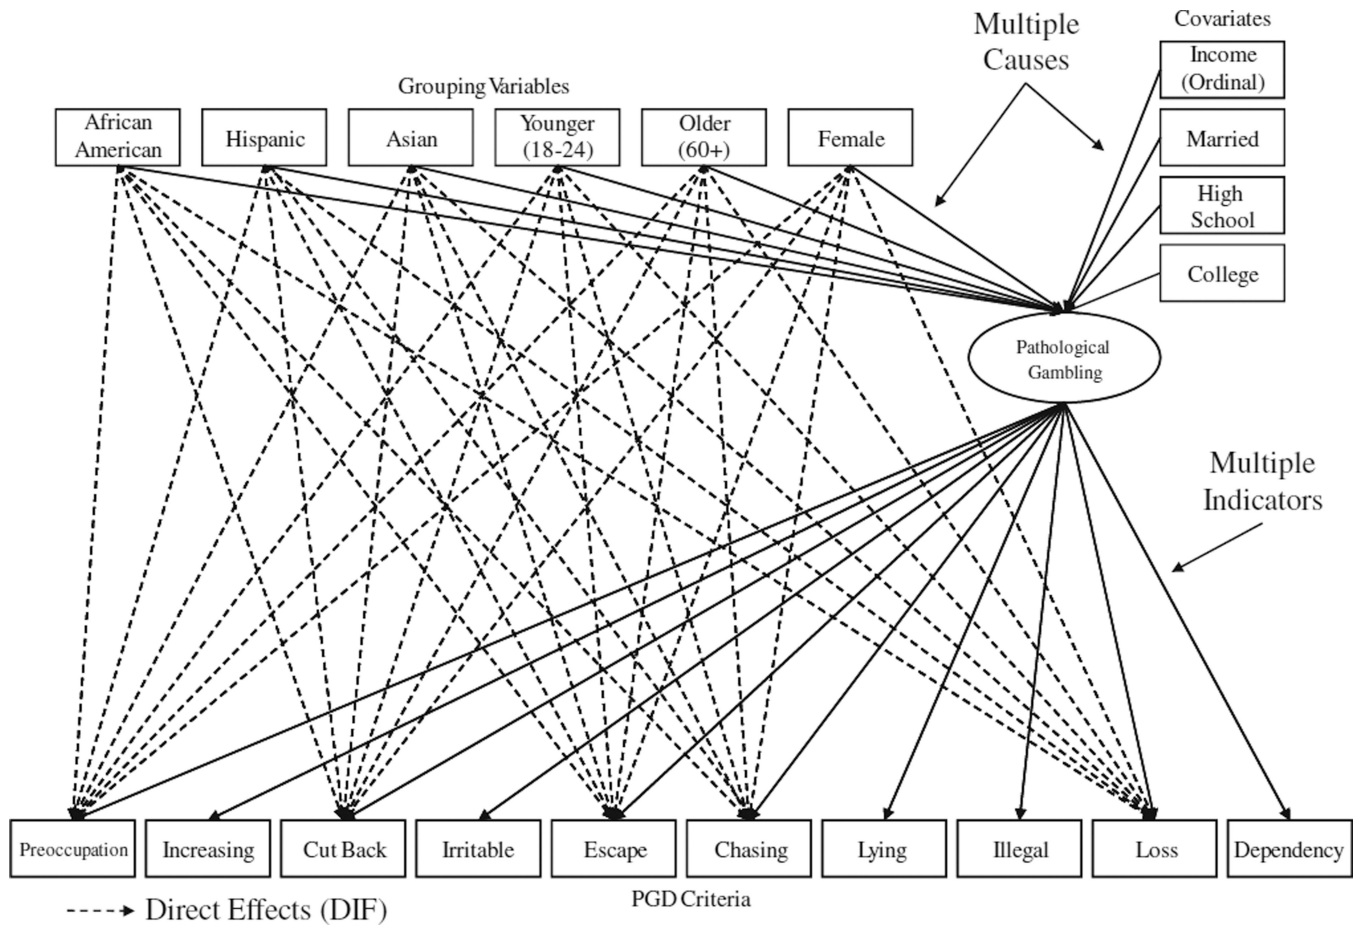 Multiple
Causes
Covariates
Income
(Ordinal)
Married
High
School
College
Grouping Variables
African
American
Hispanic
Asian
Younger
(18-24)
Older
(60+)
Female
Pathological
Gambling
Multiple
Indicators
Preoccupation
Increasing
Cut Back
Irritable
Escape
Chasing
Lying
Illegal
Loss
Dependency
PGD Criteria
Direct Effects (DIF)